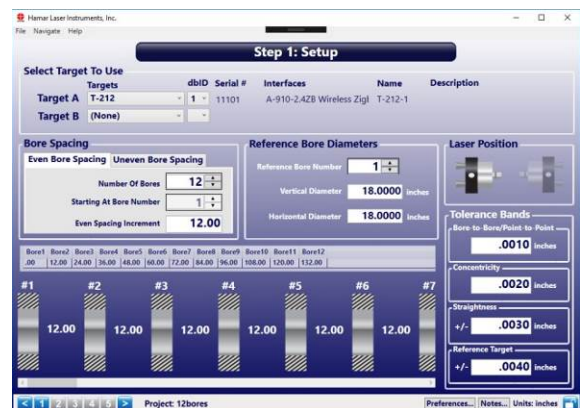 Hamar Laser Instruments, Inc.
File Navigate Help
Step 1: Setup
Select Target To Use
Targets dbID Serial # Interfaces Name Description
Target A T-212 1 11101 A-910-2.4ZB Wireless Zigl T-212-1
Target B (None)
Bore Spacing
Even Bore Spacing Uneven Bore Spacing
Number Of Bores 12
Starting At Bore Number 1
Even Spacing Increment 12.00
Reference Bore Diameters
Reference Bore Number 1
Vertical Diameter 18.0000 inches
Horizontal Diameter 18.0000 inches
Laser Position
Tolerance Bands
Bore-to-Bore/Point-to-Point
.0010 inches
Concentricity
.0020 inches
Straightness
+/- .0030 inches
Reference Target
+/- .0040 inches
Bore1 Bore2 Bore3 Bore4 Bore5 Bore6 Bore7 Bore8 Bore9 Bore10 Bore11 Bore12
.00 12.00 24.00 36.00 48.00 60.00 72.00 84.00 96.00 108.00 120.00 132.00
#1 #2 #3 #4 #5 #6 #7
12.00 12.00 12.00 12.00 12.00 12.00
< 1 2 3 4 5 > Project: 12bores Preferences... Notes... Units: inches